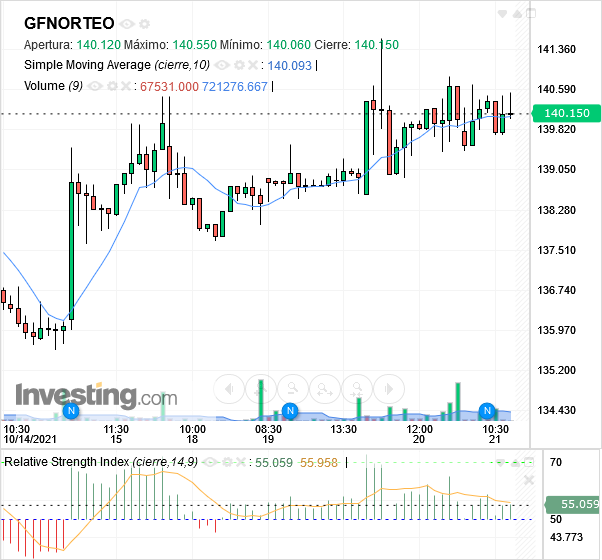 GFNORTEO
Apertura: 140.120 Máximo: 140.550 Mínimo: 140.060 Cierre: 140.150
Simple Moving Average (cierre,10) : 140.093
Volume (9) : 67531.000 721276.667
141.360
140.590
140.150
139.820
139.050
138.280
137.510
136.740
135.970
135.200
134.430
Investing.com
N N N
10:30 11:30 10:00 08:30 13:30 12:00 10:30
10/14/2021 15 18 19 20 21
Relative Strength Index (cierre,14,9) : 55.059 55.958
70
55.059
50
43.773